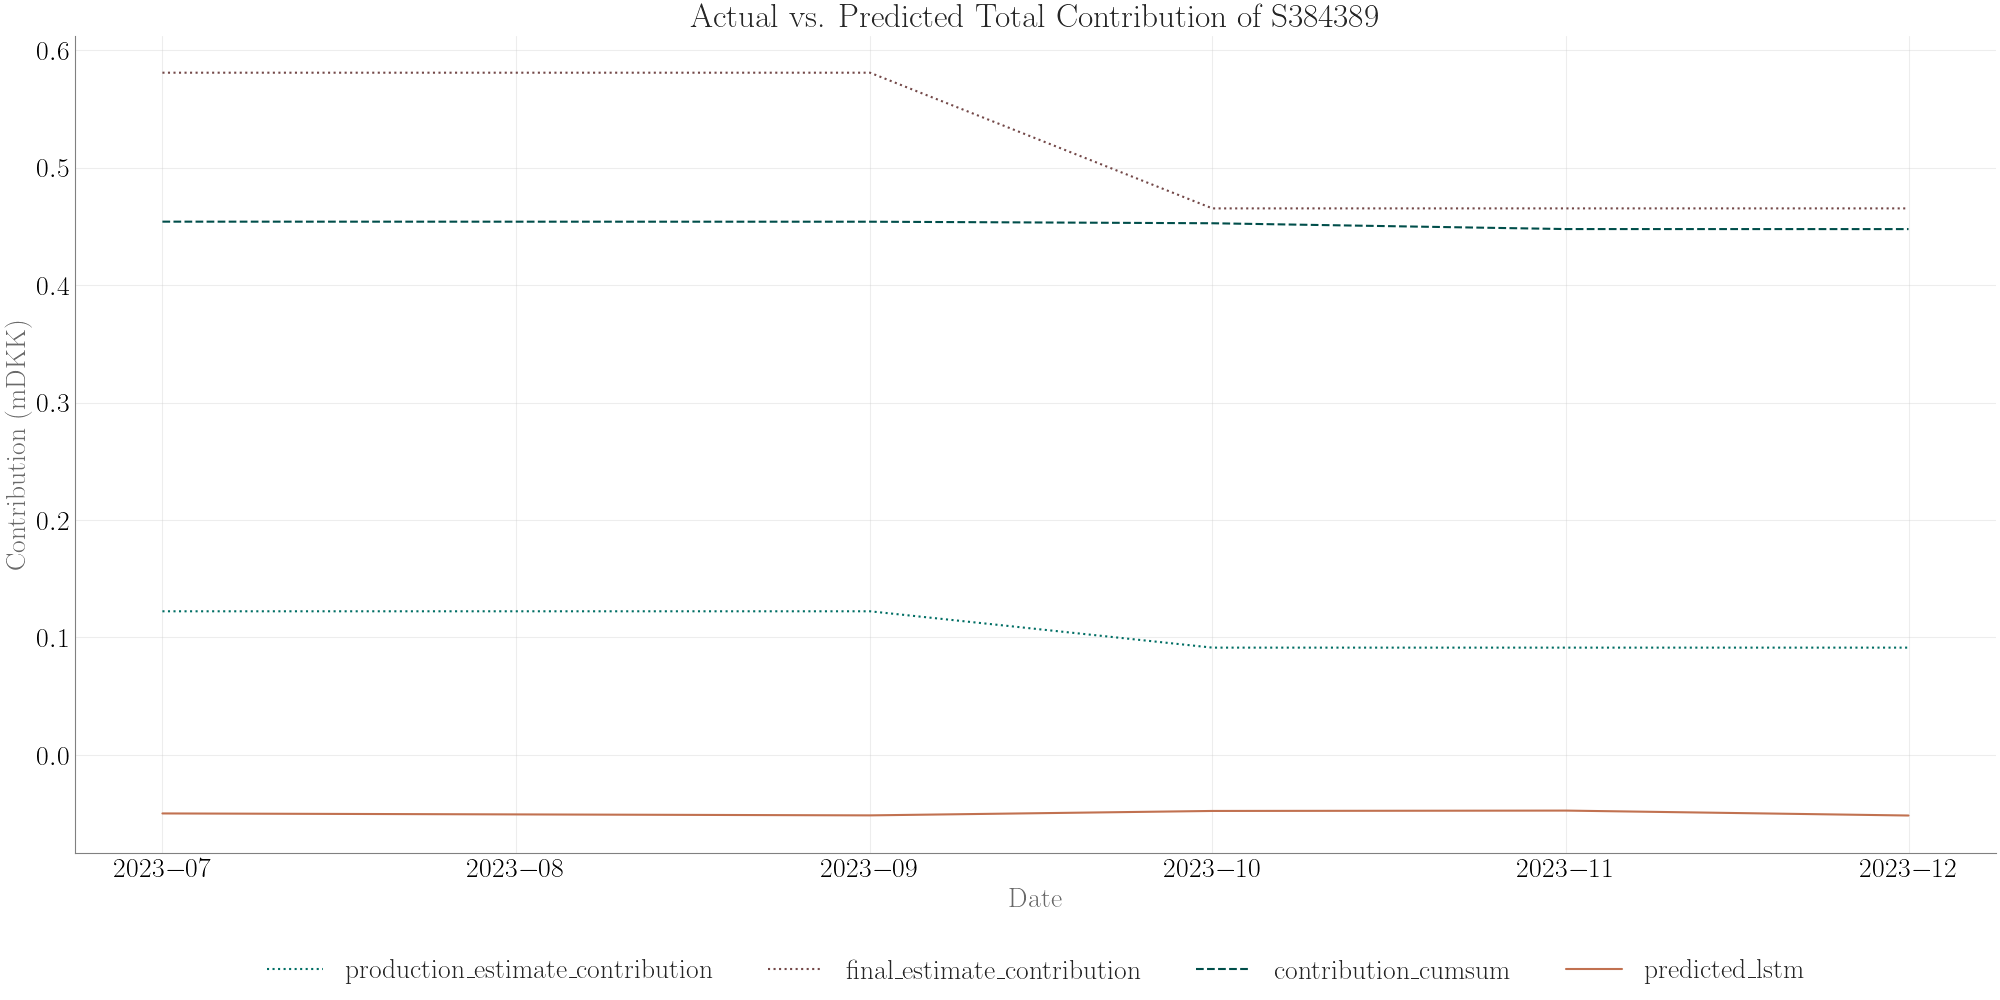 Actual vs. Predicted Total Contribution of S384389
0.6
0.5
0.4
0.3
0.2
0.1
0.0
Contribution (mDKK)
2023–07 2023–08 2023–09 2023–10 2023–11 2023–12
Date
production_estimate_contribution final_estimate_contribution contribution_cumsum predicted_lstm